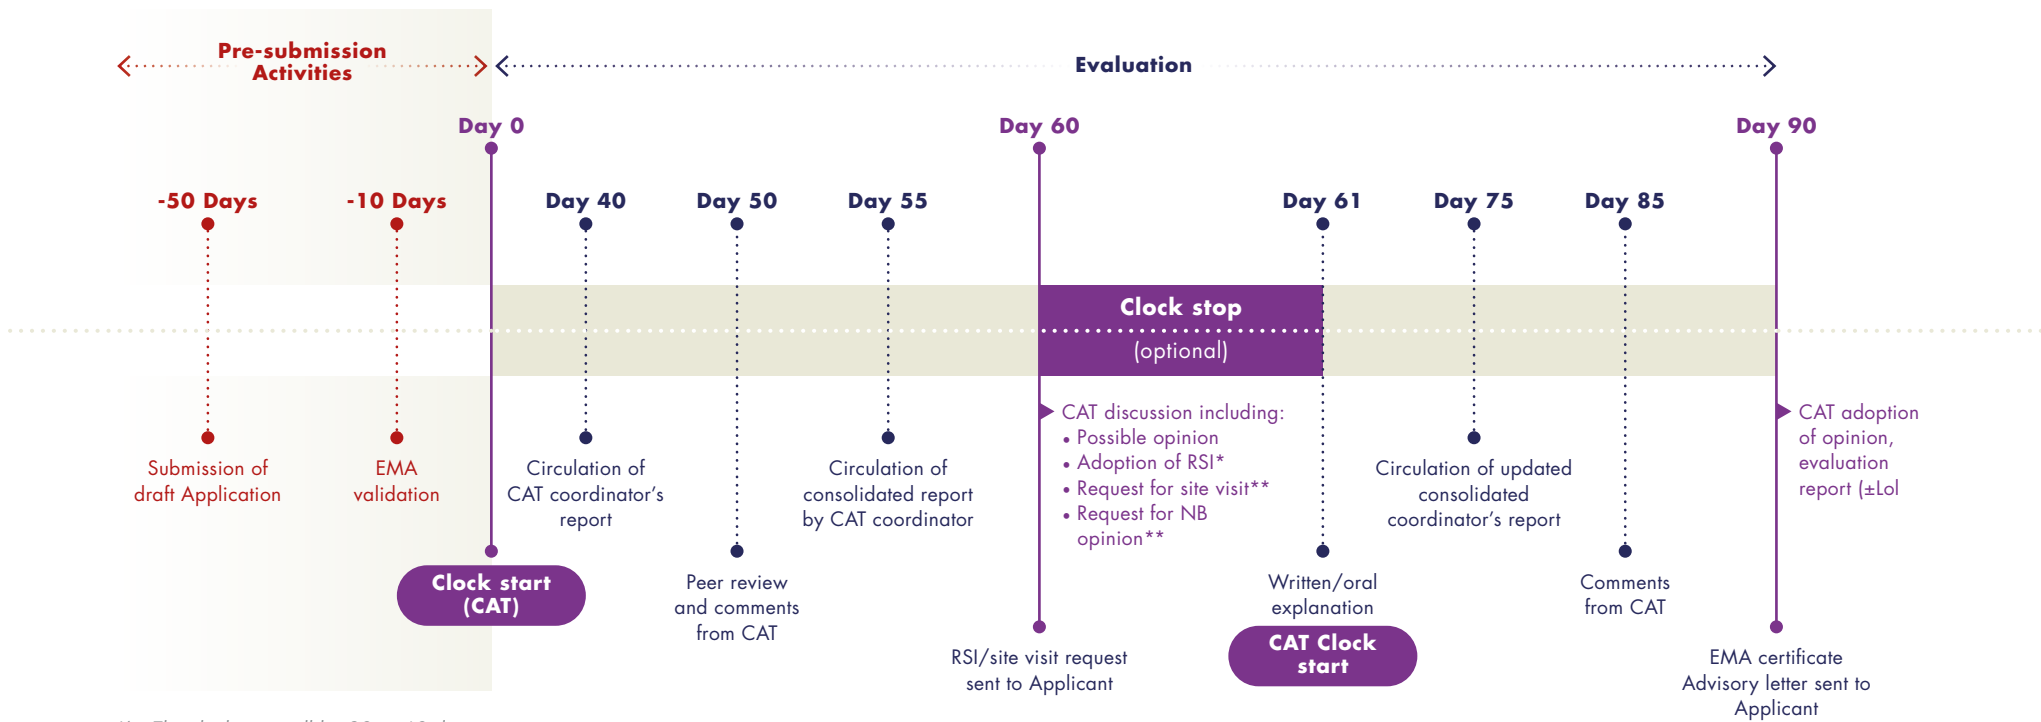 Pre-submission
Activities
Evaluation
Day 0
Day 60
Day 90
-50 Days
-10 Days
Day 40
Day 50
Day 55
Day 61
Day 75
Day 85
Clock stop
(optional)
Submission of
draft Application
EMA
validation
Clock start
(CAT)
Circulation of
CAT coordinator's
report
Peer review
and comments
from CAT
Circulation of
consolidated report
by CAT coordinator
CAT discussion including:
• Possible opinion
• Adoption of RSI*
• Request for site visit**
• Request for NB
opinion**
RSI/site visit request
sent to Applicant
Written/oral
explanation
CAT Clock
start
Circulation of updated
consolidated
coordinator's report
Comments
from CAT
CAT adoption
of opinion,
evaluation
report (±Lol
EMA certificate
Advisory letter sent to
Applicant